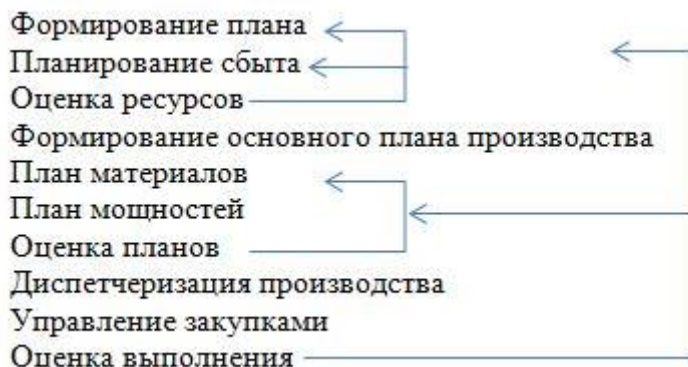 Формирование плана
Планирование сбыта
Оценка ресурсов
Формирование основного плана производства
План материалов
План мощностей
Оценка планов
Диспетчеризация производства
Управление закупками
Оценка выполнения